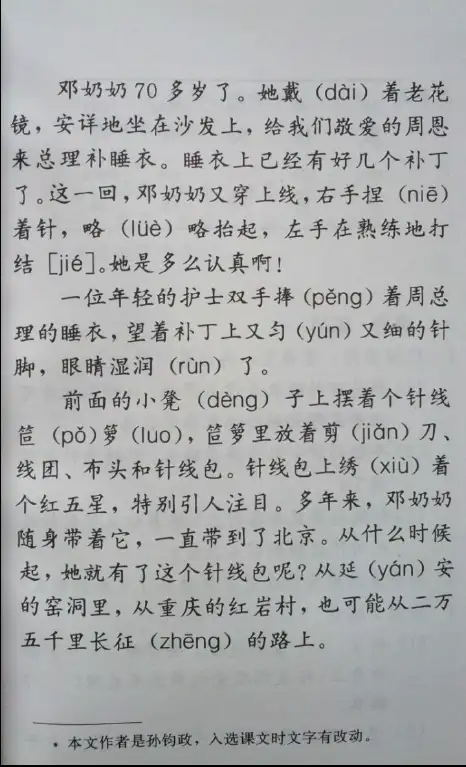 邓奶奶70多岁了。她戴（dài）着老花
镜，安详地坐在沙发上，给我们敬爱的周恩
来总理补睡衣。睡衣上已经有好几个补丁
了。这一回，邓奶奶又穿上线，右手捏（niē）
着针，略（lüè）略抬起，左手在熟练地打
结［jié］。她是多么认真啊！
一位年轻的护士双手捧（pěng）着周总
理的睡衣，望着补丁上又匀（yún）又细的针
脚，眼睛湿润（rùn）了。
前面的小凳（dèng）子上摆着个针线
笸（pǒ）箩（luo），笸箩里放着剪（jiǎn）刀、
线团、布头和针线包。针线包上绣（xiù）着
个红五星，特别引人注目。多年来，邓奶奶
随身带着它，一直带到了北京。从什么时候
起，她就有了这个针线包呢？从延（yán）安
的窑洞里，从重庆的红岩村，也可能从二万
五千里长征（zhēng）的路上。
* 本文作者是孙钧政，入选课文时文字有改动。